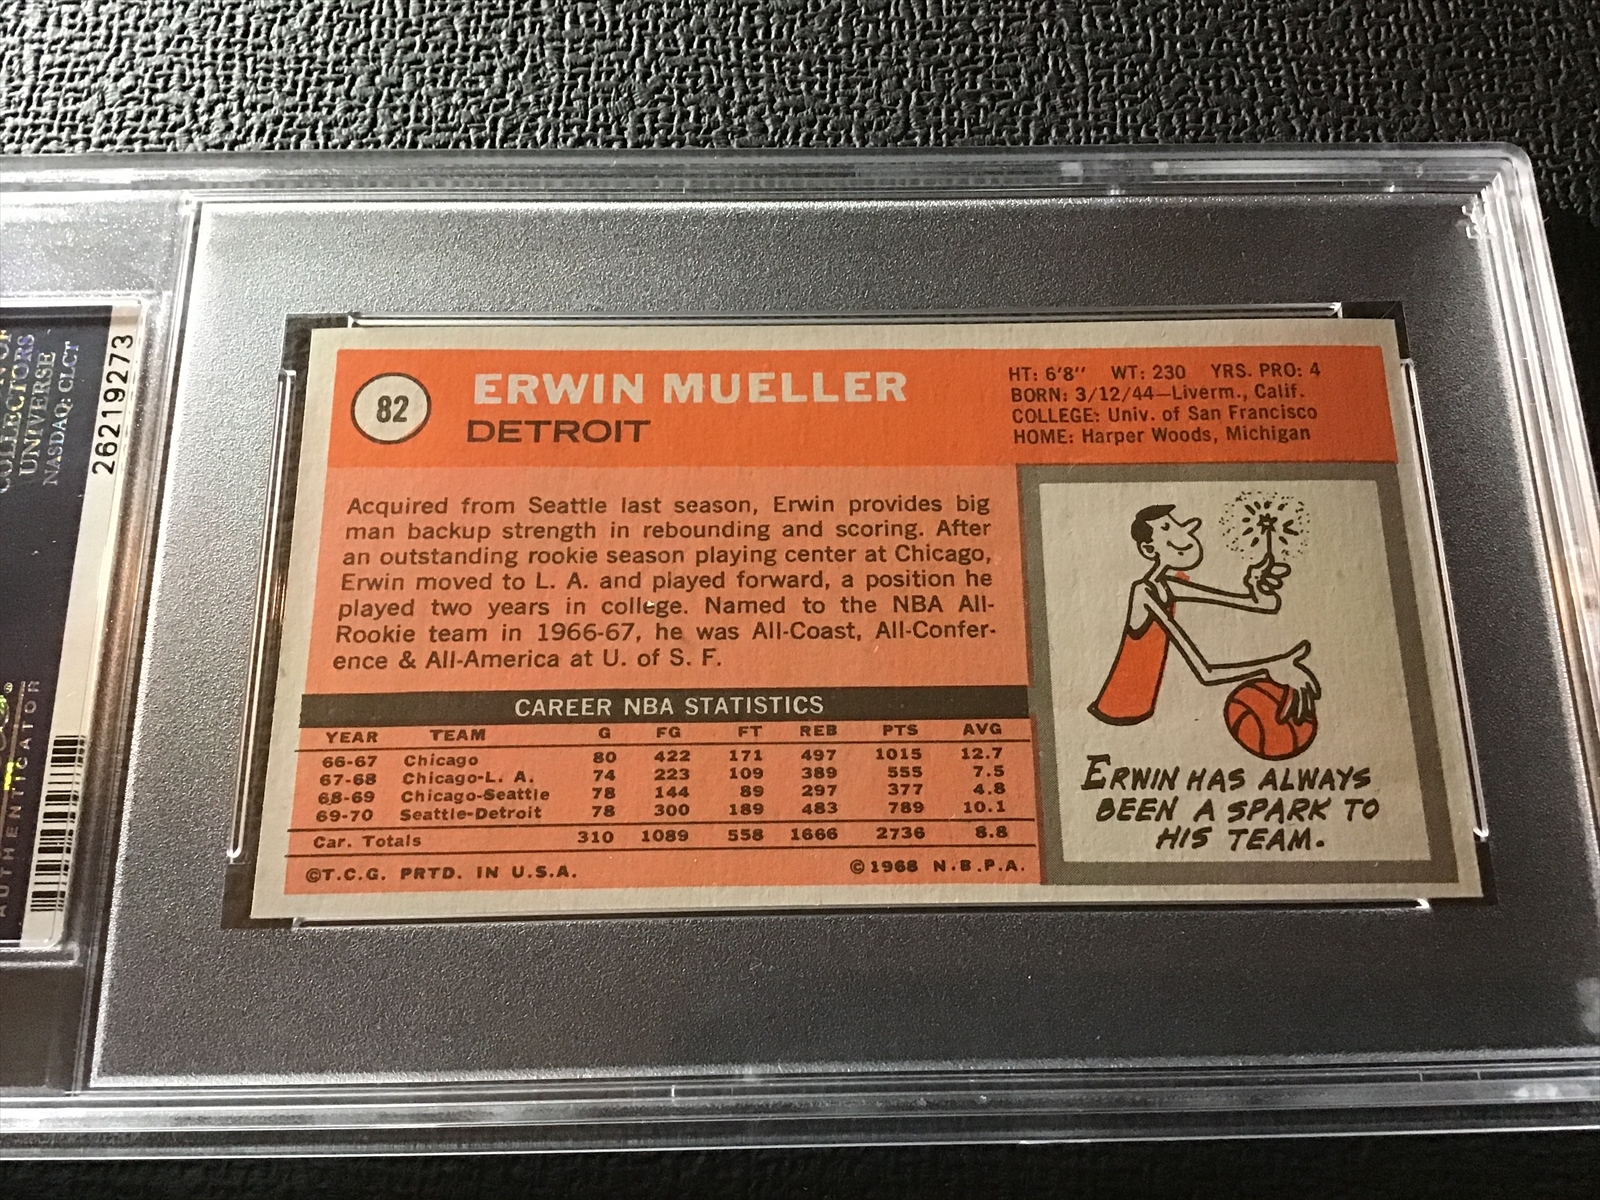 COLLECTORS
UNIVERSE
NASDAQ: CLCT
26219273
AUTHENTICATOR
82
ERWIN MUELLER
DETROIT
HT: 6'8" WT: 230 YRS. PRO: 4
BORN: 3/12/44—Liverm., Calif.
COLLEGE: Univ. of San Francisco
HOME: Harper Woods, Michigan
Acquired from Seattle last season, Erwin provides big
man backup strength in rebounding and scoring. After
an outstanding rookie season playing center at Chicago,
Erwin moved to L. A. and played forward, a position he
played two years in college. Named to the NBA All-
Rookie team in 1966-67, he was All-Coast, All-Confer-
ence & All-America at U. of S. F.
CAREER NBA STATISTICS
YEAR TEAM G FG FT REB PTS AVG
66-67 Chicago 80 422 171 497 1015 12.7
67-68 Chicago-L. A. 74 223 109 389 555 7.5
68-69 Chicago-Seattle 78 144 89 297 377 4.8
69-70 Seattle-Detroit 78 300 189 483 789 10.1
Car. Totals 310 1089 558 1666 2736 8.8
©T.C.G. PRTD. IN U.S.A. ©1968 N.B.P.A.
ERWIN HAS ALWAYS
BEEN A SPARK TO
HIS TEAM.